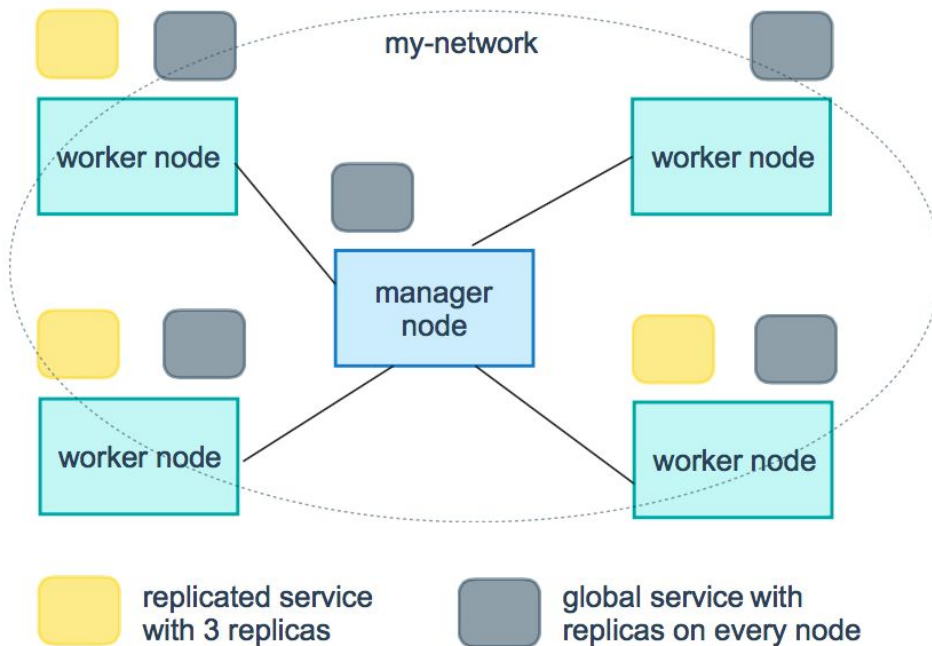 my-network
worker node
worker node
manager
node
worker node
worker node
replicated service
with 3 replicas
global service with
replicas on every node